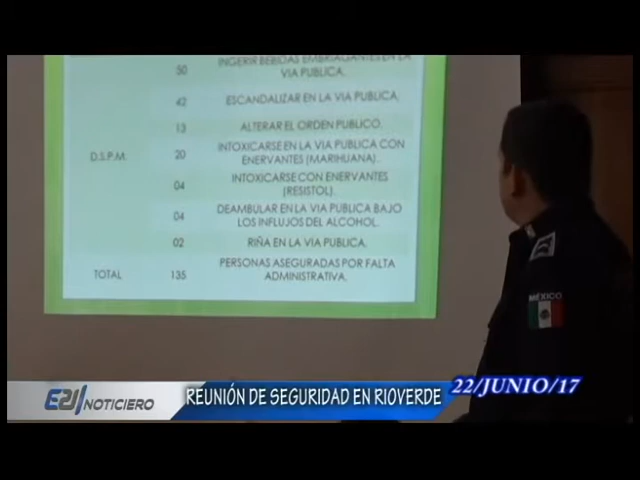 50 INGERIR BEBIDAS EMBRIAGANTES EN LA
VIA PUBLICA.
42 ESCANDALIZAR EN LA VIA PUBLICA.
13 ALTERAR EL ORDEN PUBLICO.
D.S.P.M. 20 INTOXICARSE EN LA VIA PUBLICA CON
ENERVANTES (MARIHUANA).
04 INTOXICARSE CON ENERVANTES
(RESISTOL).
04 DEAMBULAR EN LA VIA PUBLICA BAJO
LOS INFLUJOS DEL ALCOHOL.
02 RIÑA EN LA VIA PUBLICA.
TOTAL 135 PERSONAS ASEGURADAS POR FALTA
ADMINISTRATIVA.
MÉXICO
NOTICIERO
REUNIÓN DE SEGURIDAD EN RIOVERDE
22/JUNIO/17